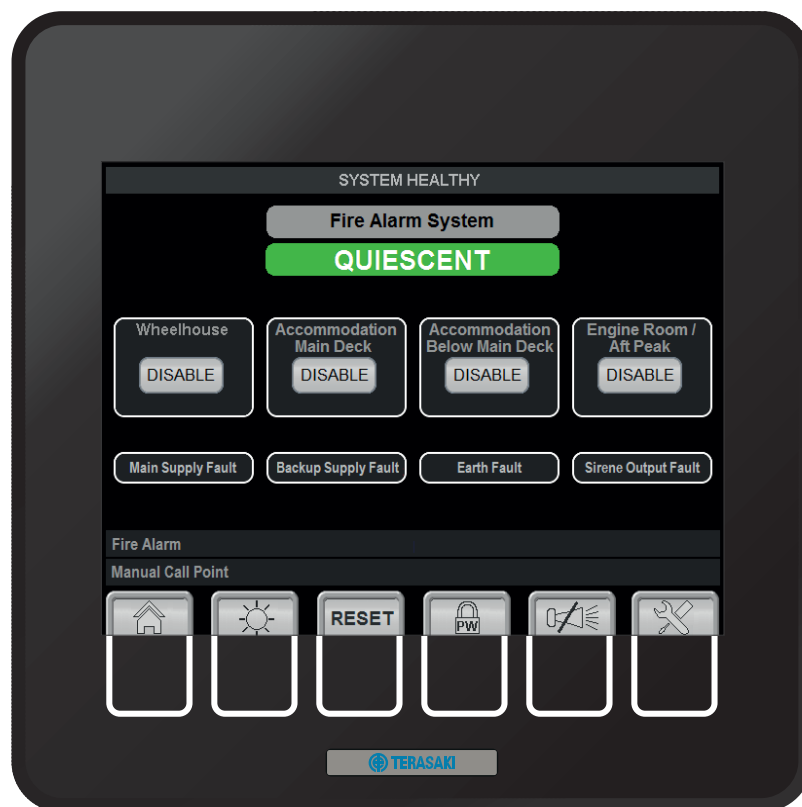 SYSTEM HEALTHY
Fire Alarm System
QUIESCENT
Wheelhouse
DISABLE
Accommodation
Main Deck
DISABLE
Accommodation
Below Main Deck
DISABLE
Engine Room /
Aft Peak
DISABLE
Main Supply Fault
Backup Supply Fault
Earth Fault
Sirene Output Fault
Fire Alarm
Manual Call Point
RESET
PW
TERASAKI